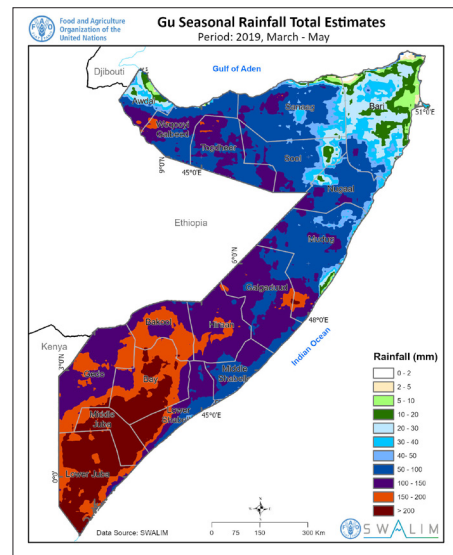 Food and Agriculture
Organization of the
United Nations
Gu Seasonal Rainfall Total Estimates
Period: 2019, March - May
Djibouti
Gulf of Aden
Awdal
Sanaag
Bari
51°0'E
Woqooyi
Galbeed
Togdheer
Sool
9°0'N
45°0'E
Nugaal
Ethiopia
Mudug
6°0'N
Galgaduud
48°0'E
Bakool
Hiraan
Indian Ocean
Kenya
3°0'N
Gedo
Bay
Middle
Shabelle
Rainfall (mm)
0 - 2
2 - 5
5 - 10
10 - 20
20 - 30
30 - 40
40 - 50
50 - 100
100 - 150
150 - 200
> 200
Middle
Juba
Lower
45°0'E
Lower Juba
0°0'
Data Source: SWALIM
0
75
150
300 Km
SWALIM